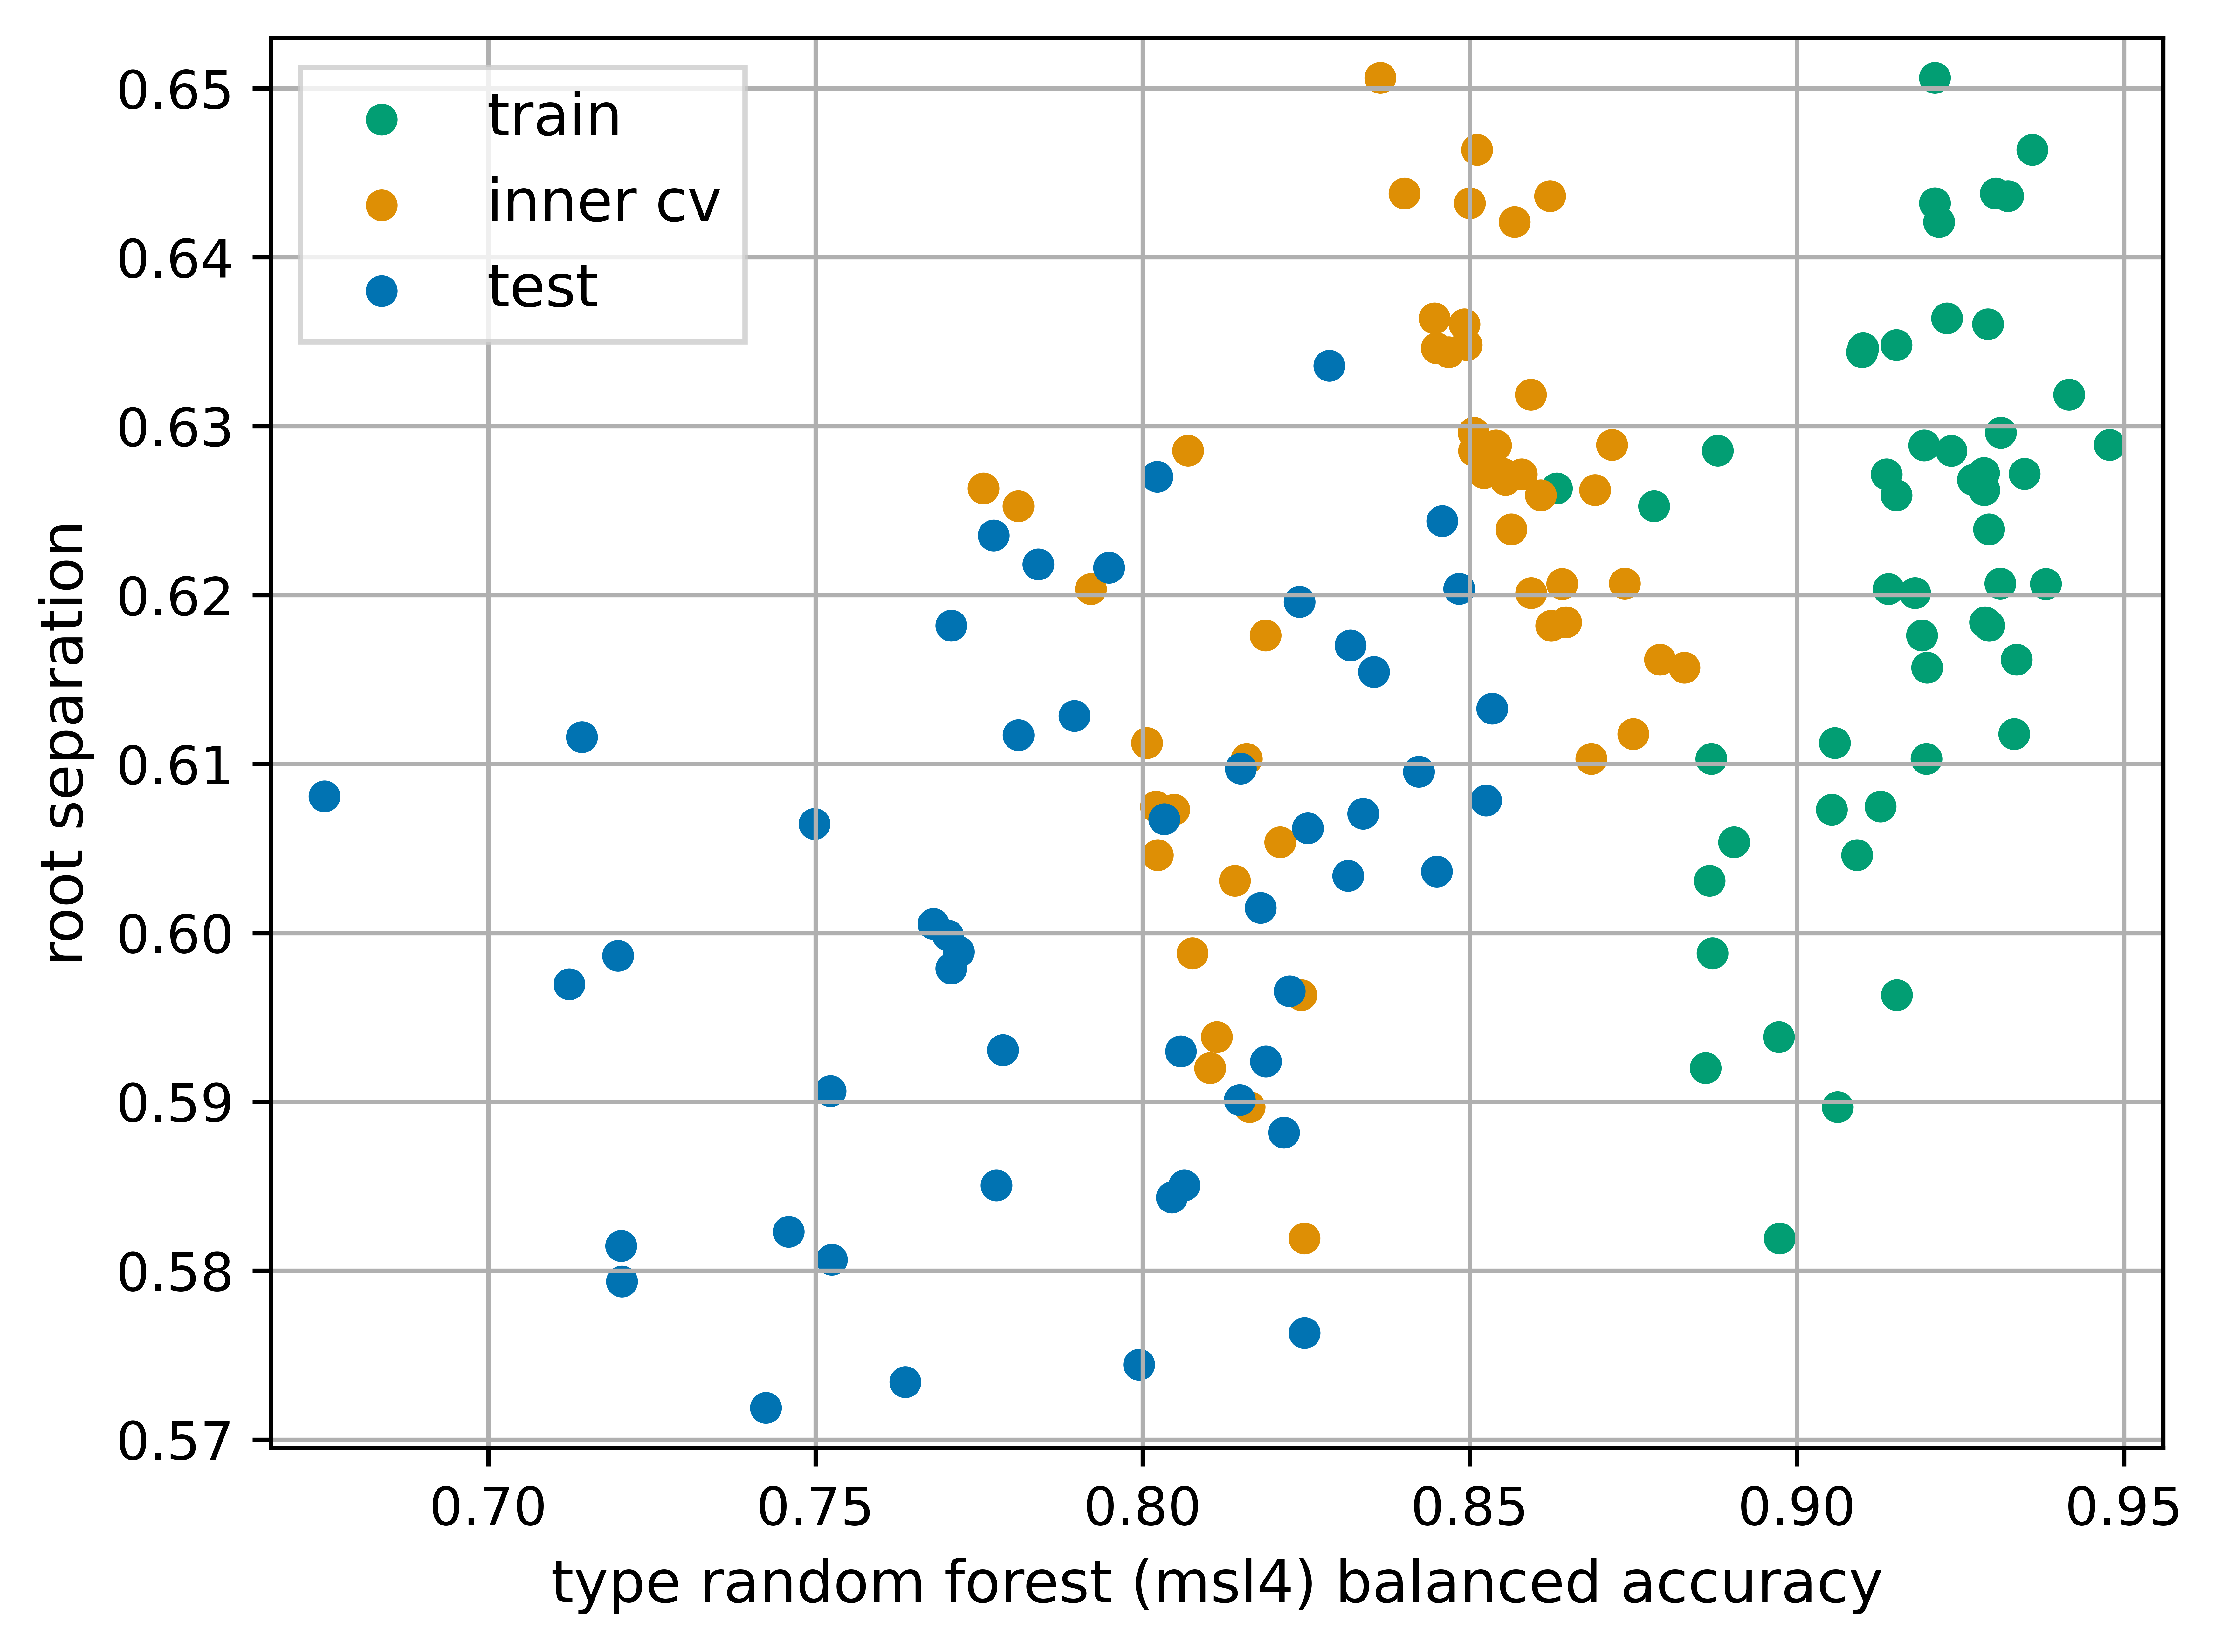 train
inner cv
test
0.65
0.64
0.63
0.62
0.61
0.60
0.59
0.58
0.57
root separation
0.70 0.75 0.80 0.85 0.90 0.95
type random forest (msl4) balanced accuracy